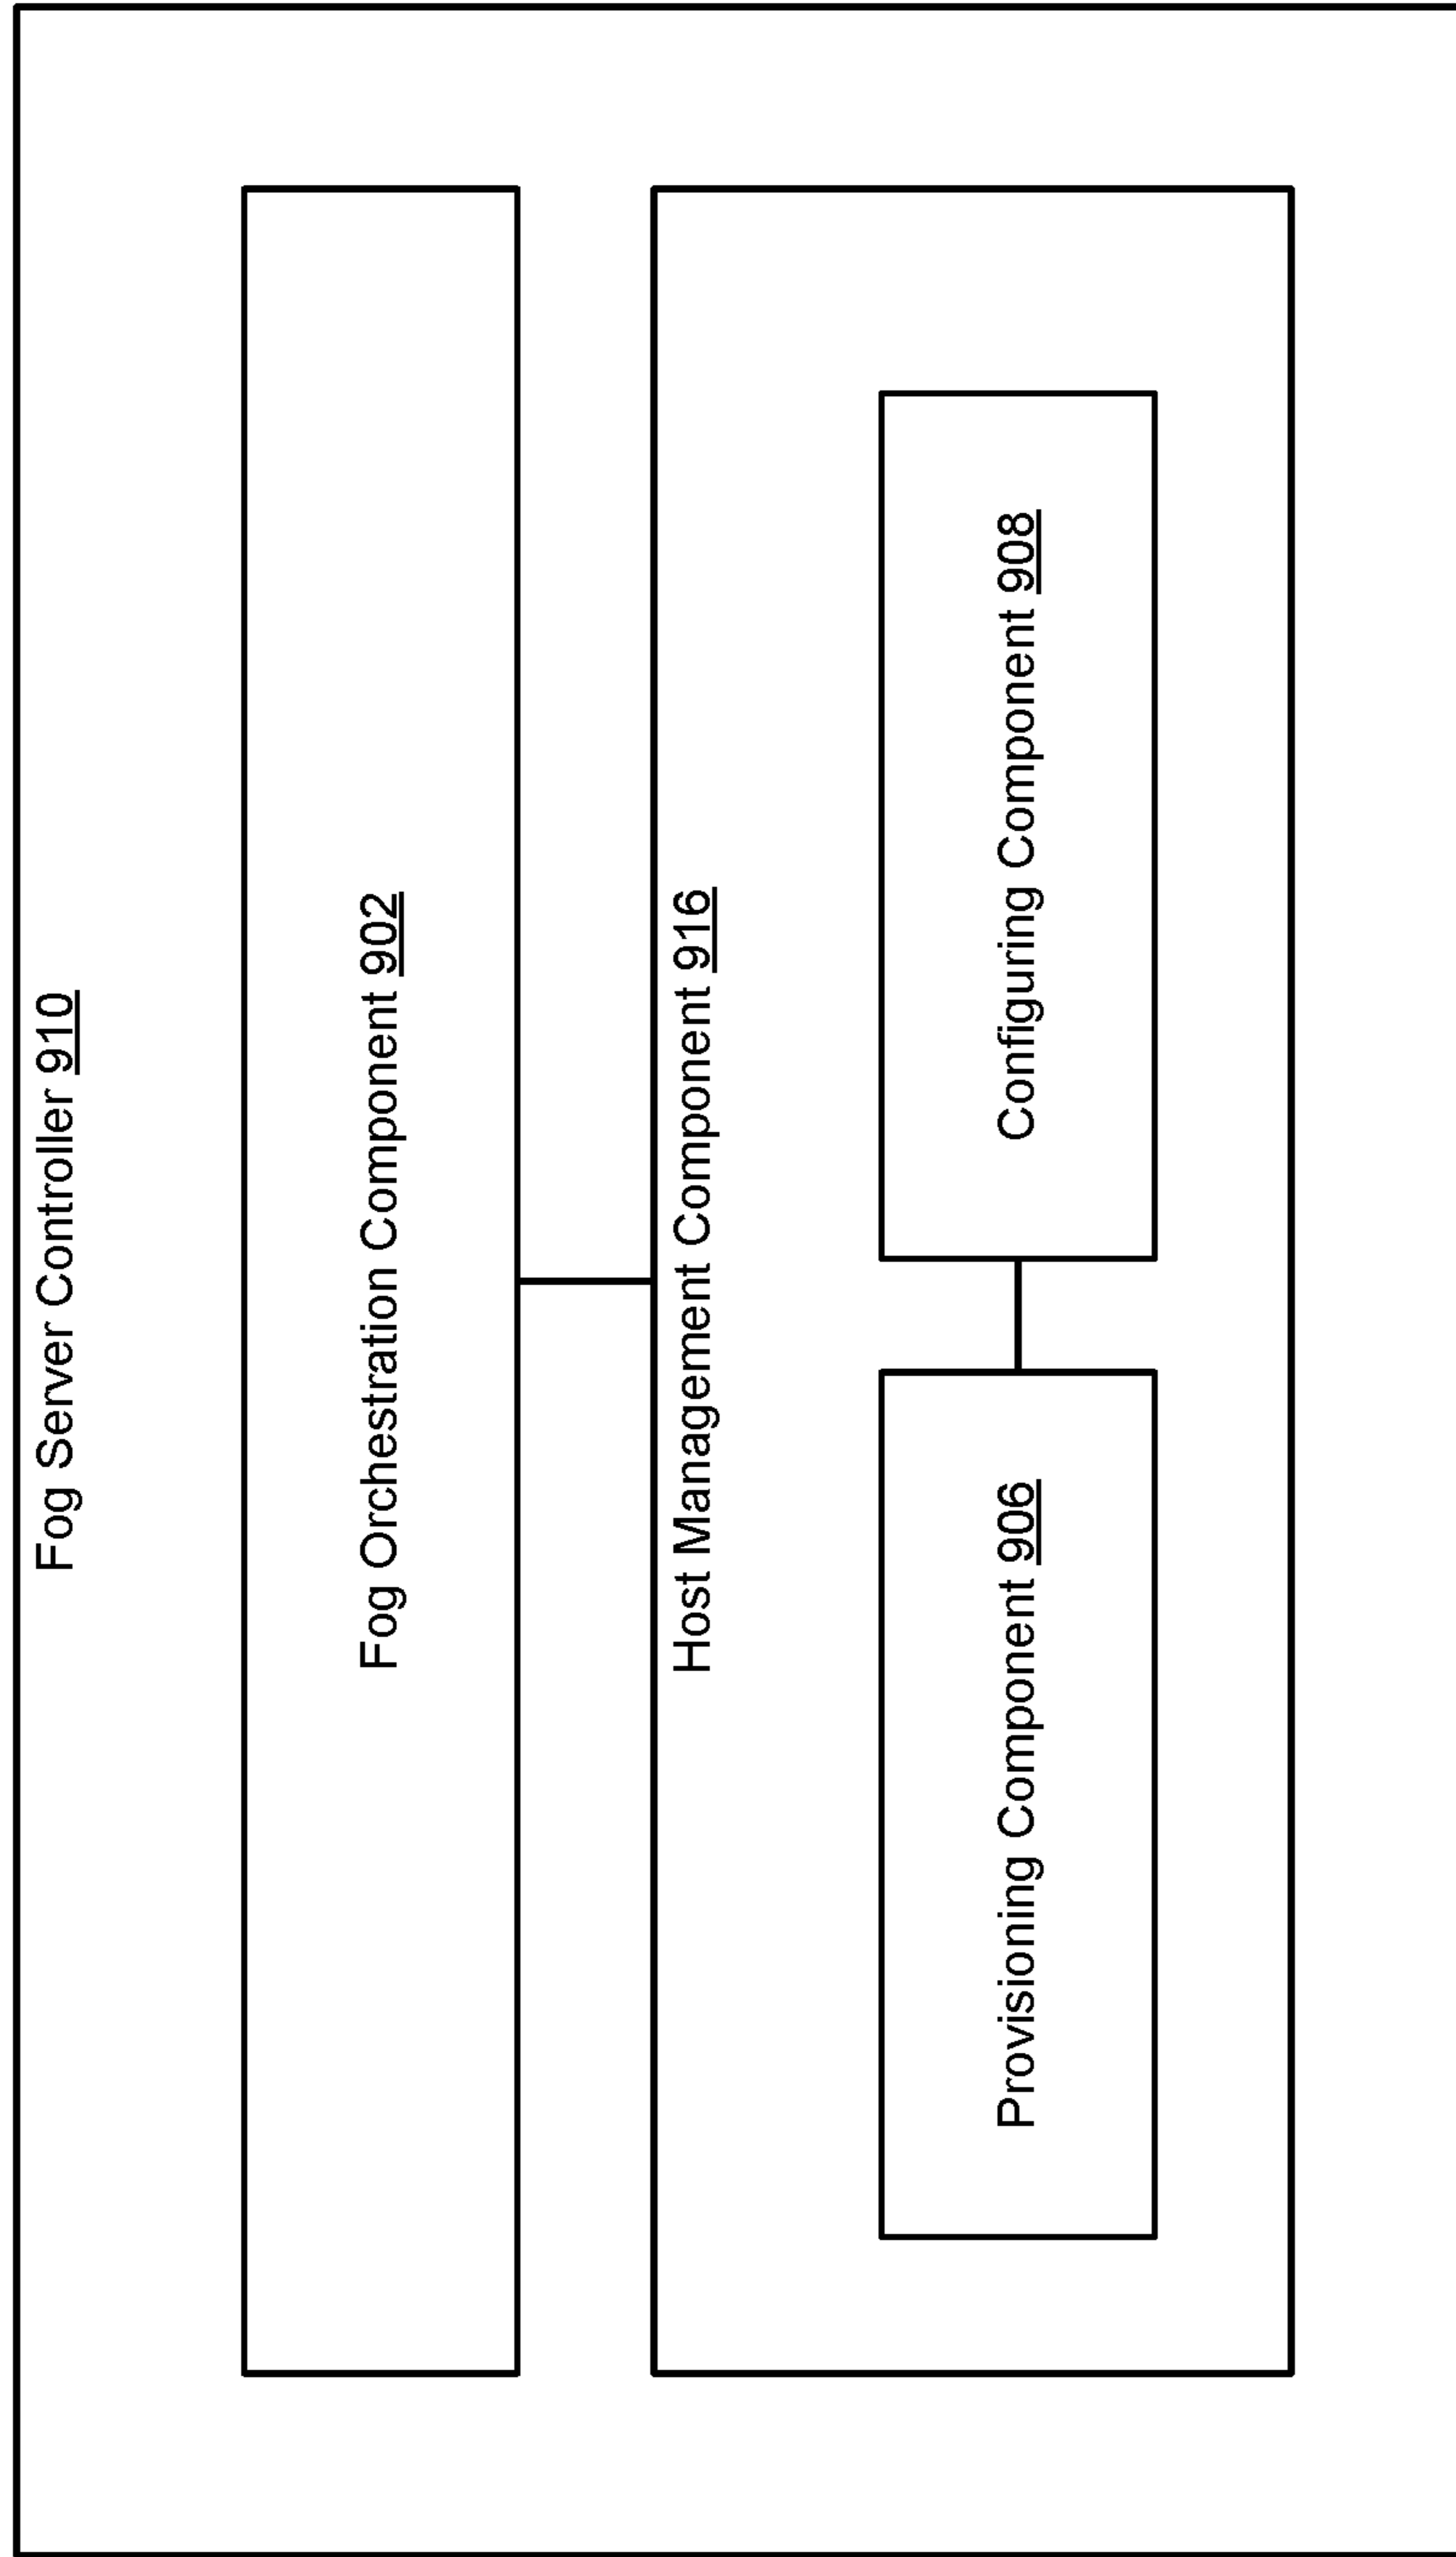 Fog Server Controller 910
Fog Orchestration Component 902
Host Management Component 916
Provisioning Component 906
Configuring Component 908